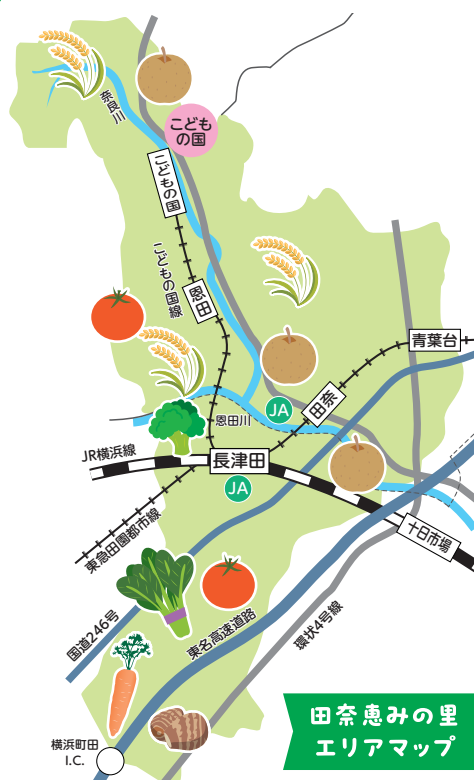 奈良川
こども
の国
こどもの国
こどもの国線
恩田
青葉台
田奈
JA
恩田川
JR横浜線
長津田
JA
十日市場
東急田園都市線
国道246号
東名高速道路
環状4号線
横浜町田
I.C.
田奈恵みの里
エリアマップ